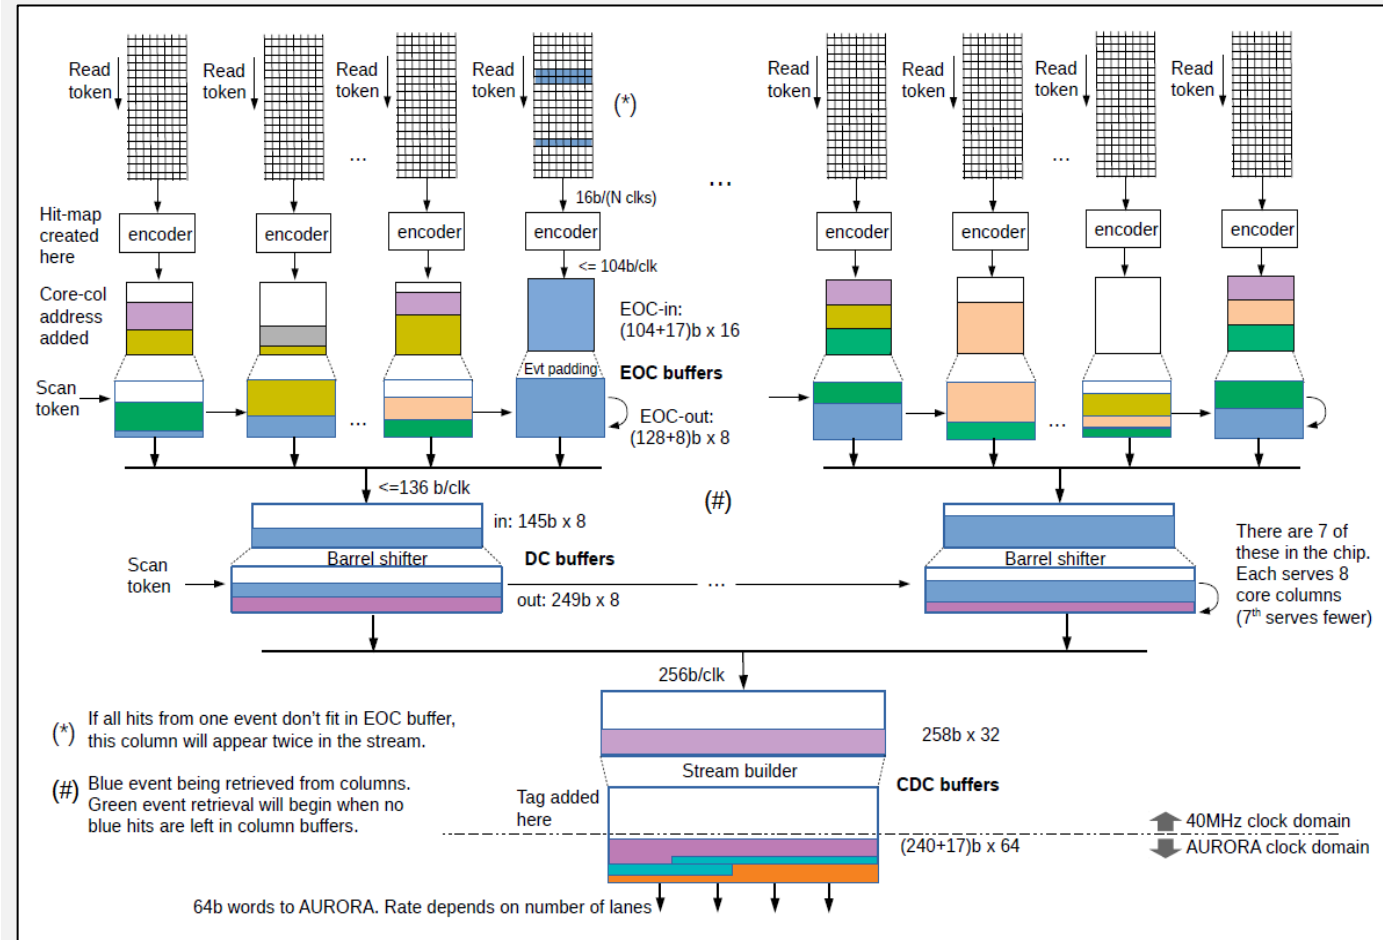 Read
token
Read
token
Read
token
Read
token
(*)
Read
token
Read
token
Read
token
Read
token
...
...
...
16b/(N clks)
Hit-map
created
here
encoder
encoder
encoder
encoder
encoder
encoder
encoder
encoder
<= 104b/clk
Core-col
address
added
EOC-in:
(104+17)b x 16
Evt padding
EOC buffers
Scan
token
...
EOC-out:
(128+8)b x 8
...
<=136 b/clk
(#)
in: 145b x 8
Barrel shifter
DC buffers
Barrel shifter
Scan
token
...
out: 249b x 8
There are 7 of
these in the chip.
Each serves 8
core columns
(7th serves fewer)
256b/clk
(*) If all hits from one event don't fit in EOC buffer,
this column will appear twice in the stream.
258b x 32
Stream builder
(#) Blue event being retrieved from columns.
Green event retrieval will begin when no
blue hits are left in column buffers.
CDC buffers
Tag added
here
40MHz clock domain
(240+17)b x 64
AURORA clock domain
64b words to AURORA. Rate depends on number of lanes